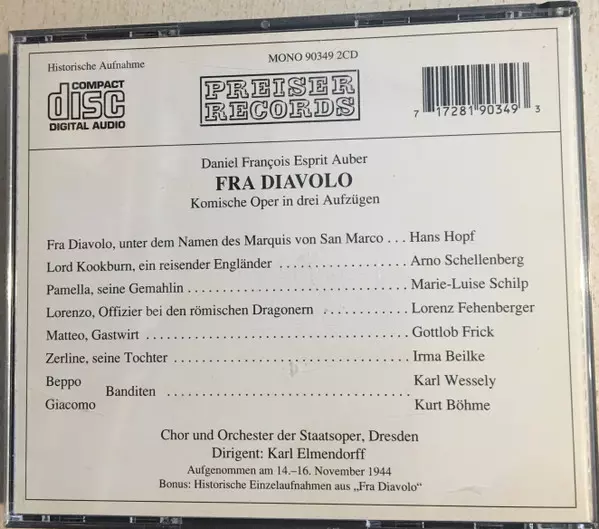 Historische Aufnahme
MONO 90349 2CD
COMPACT
disc
DIGITAL AUDIO
PREISER
RECORDS
7 17281 90349 3
Daniel François Esprit Auber
FRA DIAVOLO
Komische Oper in drei Aufzügen
Fra Diavolo, unter dem Namen des Marquis von San Marco . . . Hans Hopf
Lord Kookburn, ein reisender Engländer . . . . . . . . . . . . . . . . . . Arno Schellenberg
Pamella, seine Gemahlin . . . . . . . . . . . . . . . . . . . . . . . . . . . . . . . Marie-Luise Schilp
Lorenzo, Offizier bei den römischen Dragonern . . . . . . . . . . . . Lorenz Fehenberger
Matteo, Gastwirt . . . . . . . . . . . . . . . . . . . . . . . . . . . . . . . . . . . . . Gottlob Frick
Zerline, seine Tochter . . . . . . . . . . . . . . . . . . . . . . . . . . . . . . . . . Irma Beilke
Beppo Karl Wessely
Banditen . . . . . . . . . . . . . . . . . . . . . . . . . . . . . . . . . .
Giacomo Kurt Böhme
Chor und Orchester der Staatsoper, Dresden
Dirigent: Karl Elmendorff
Aufgenommen am 14.–16. November 1944
Bonus: Historische Einzelaufnahmen aus „Fra Diavolo“